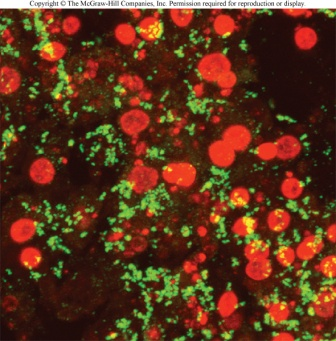 Copyright © The McGraw-Hill Companies, Inc. Permission required for reproduction or display.